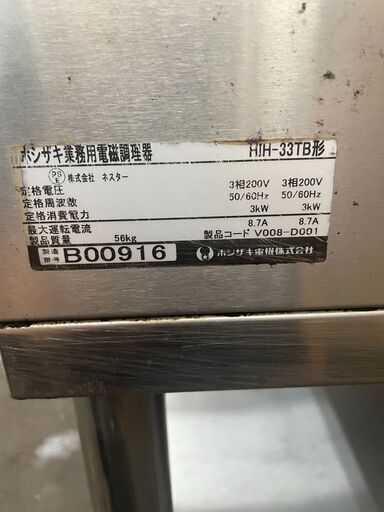 ホシザキ業務用電磁調理器 HIH-33TB形
PS E 株式会社 ネスター
定格電圧 3相200V 3相200V
定格周波数 50/60Hz 50/60Hz
定格消費電力 3kW 3kW
最大運転電流 8.7A 8.7A
製品質量 56kg 製品コード V008-D001
製造番号 B00916 ホシザキ電機株式会社